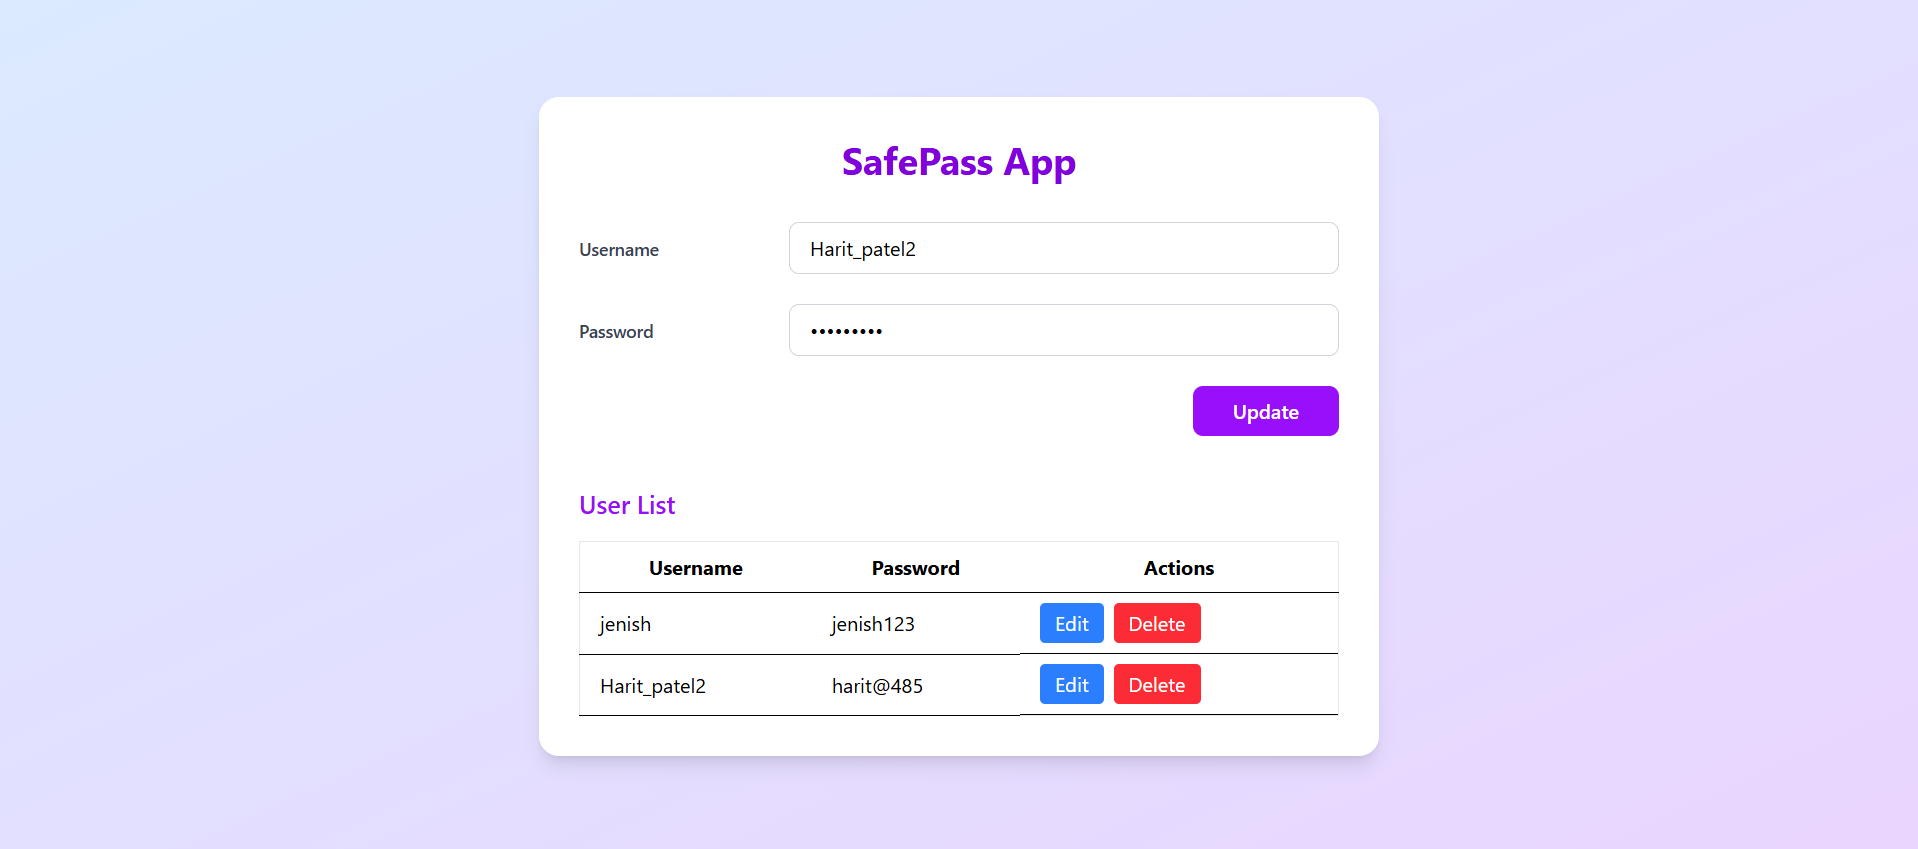 SafePass App
Username
Harit_patel2
Password
•••••••••
Update
User List
Username Password Actions
jenish jenish123 Edit Delete
Harit_patel2 harit@485 Edit Delete